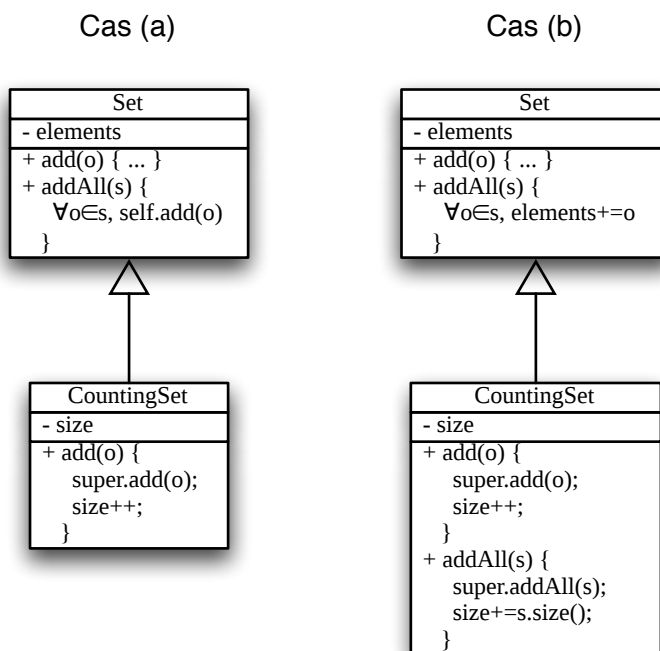 Cas (a)
Set
- elements
+ add(o) { ... }
+ addAll(s) {
∀o∈s, self.add(o)
}
CountingSet
- size
+ add(o) {
super.add(o);
size++;
}
Cas (b)
Set
- elements
+ add(o) { ... }
+ addAll(s) {
∀o∈s, elements+=o
}
CountingSet
- size
+ add(o) {
super.add(o);
size++;
}
+ addAll(s) {
super.addAll(s);
size+=s.size();
}